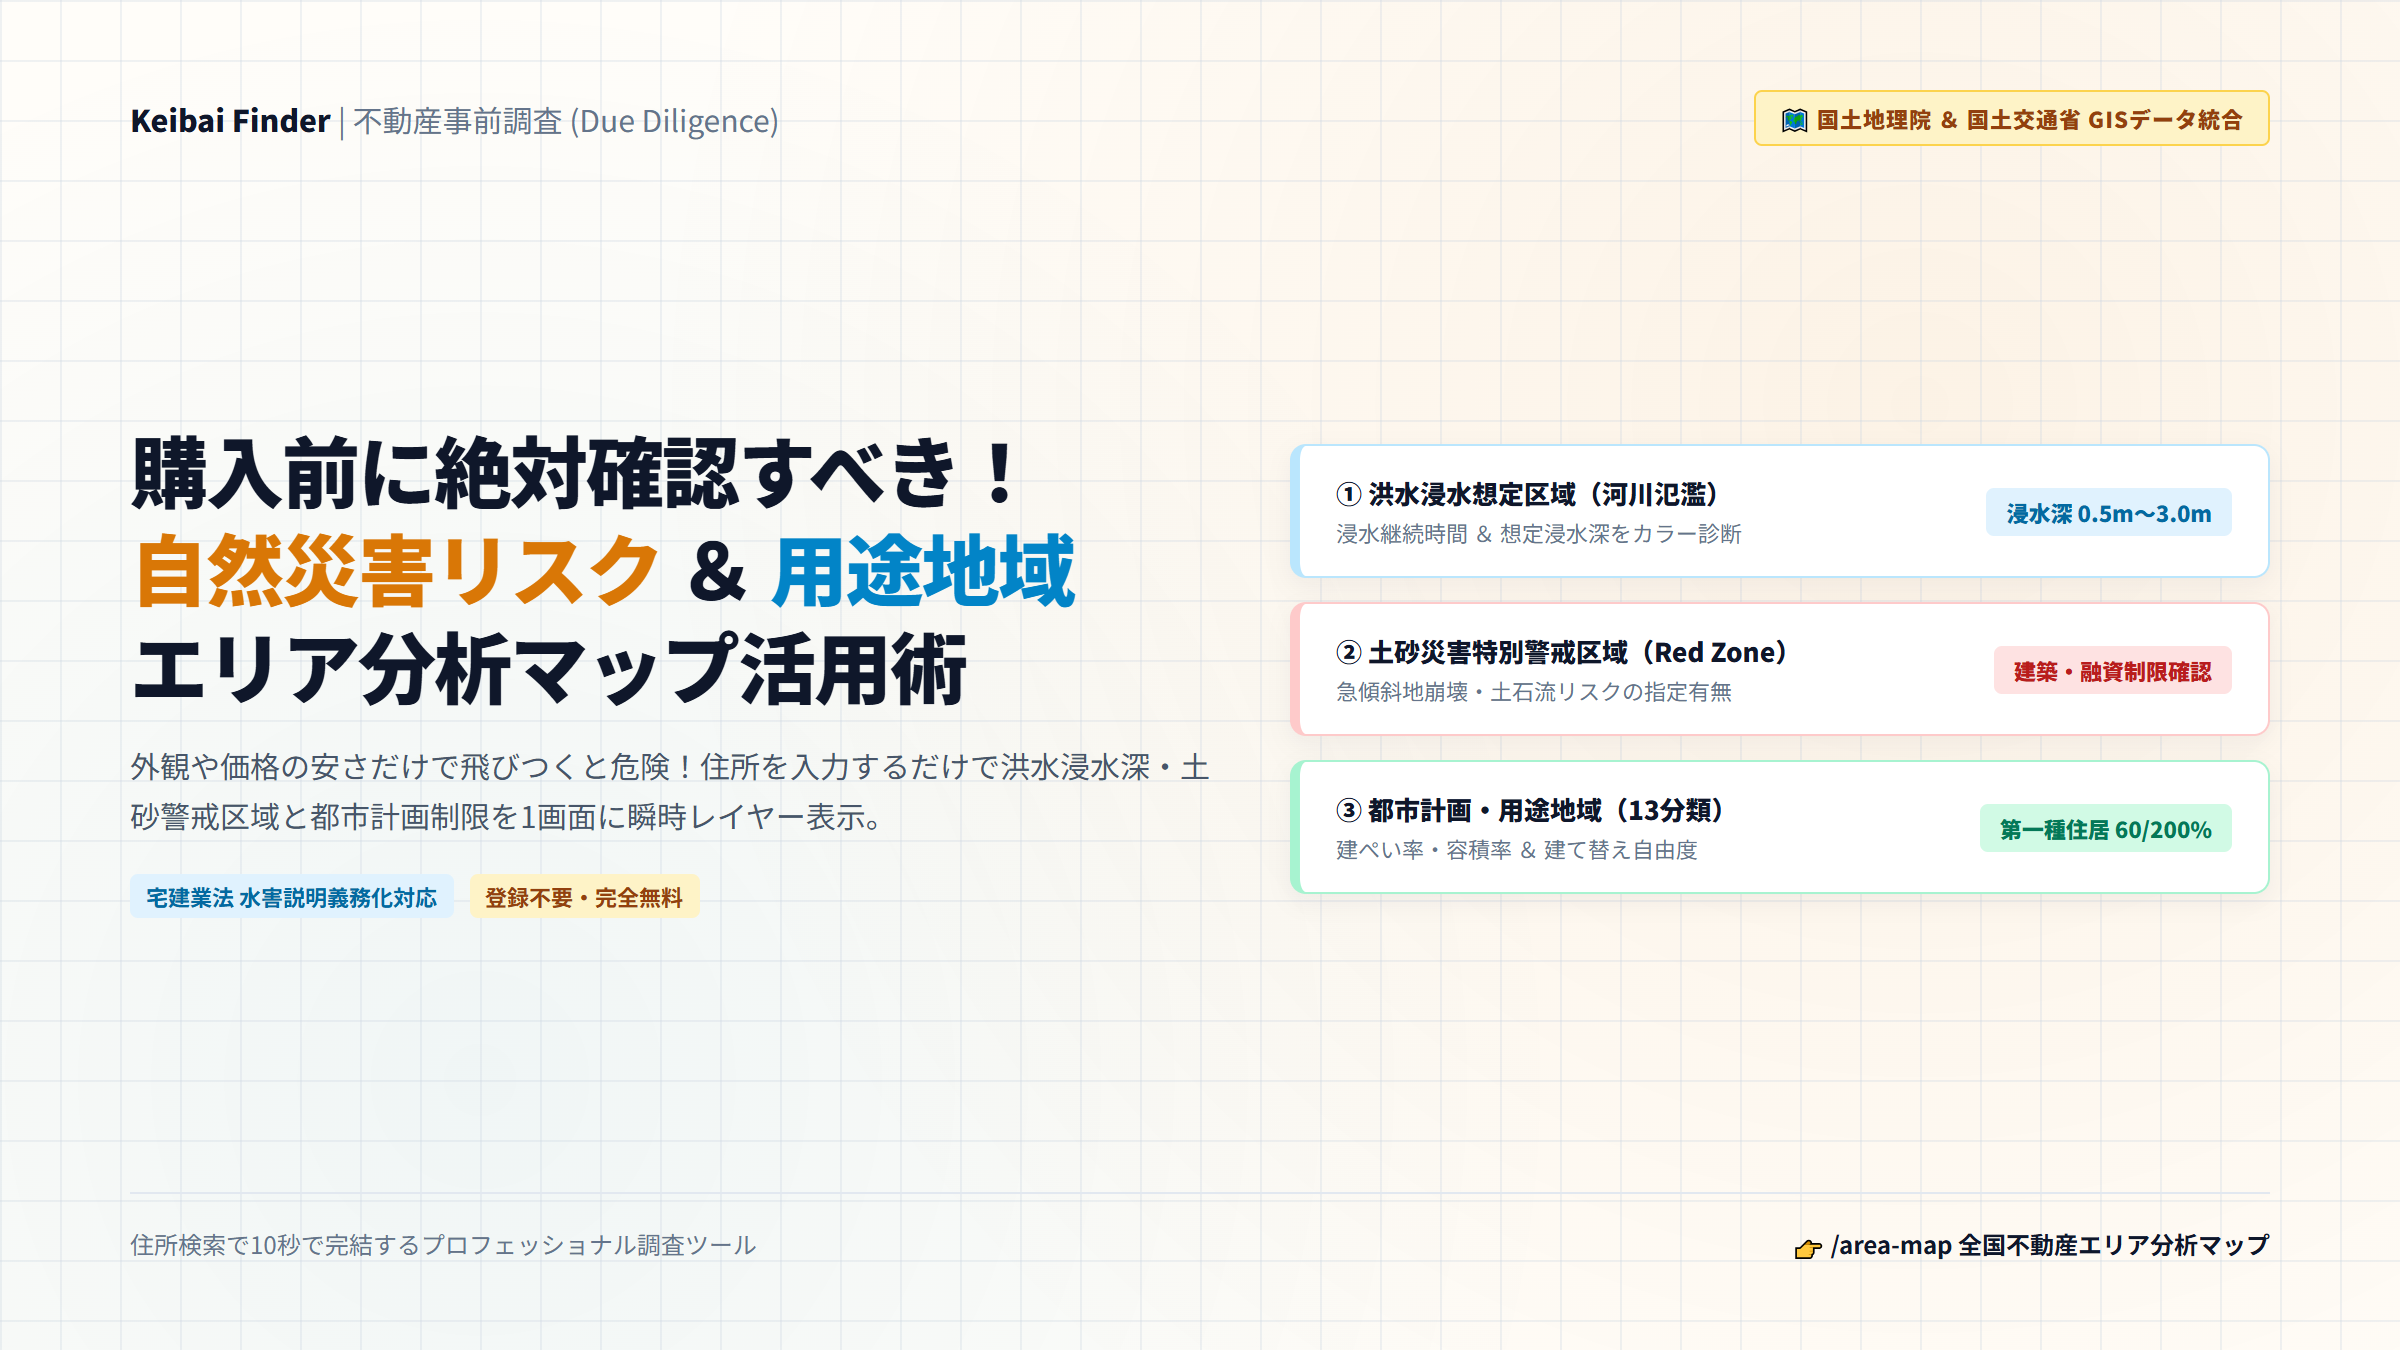 Keibai Finder | 不動産事前調査 (Due Diligence)
国土地理院 & 国土交通省 GISデータ統合
購入前に絶対確認すべき！
自然災害リスク & 用途地域
エリア分析マップ活用術
外観や価格の安さだけで飛びつくと危険！住所を入力するだけで洪水浸水深・土
砂警戒区域と都市計画制限を1画面に瞬時レイヤー表示。
宅建業法 水害説明義務化対応
登録不要・完全無料
① 洪水浸水想定区域（河川氾濫）
浸水継続時間 & 想定浸水深をカラー診断
浸水深 0.5m〜3.0m
② 土砂災害特別警戒区域（Red Zone）
急傾斜地崩壊・土石流リスクの指定有無
建築・融資制限確認
③ 都市計画・用途地域（13分類）
建ぺい率・容積率 & 建て替え自由度
第一種住居 60/200%
住所検索で10秒で完結するプロフェッショナル調査ツール
👉 /area-map 全国不動産エリア分析マップ